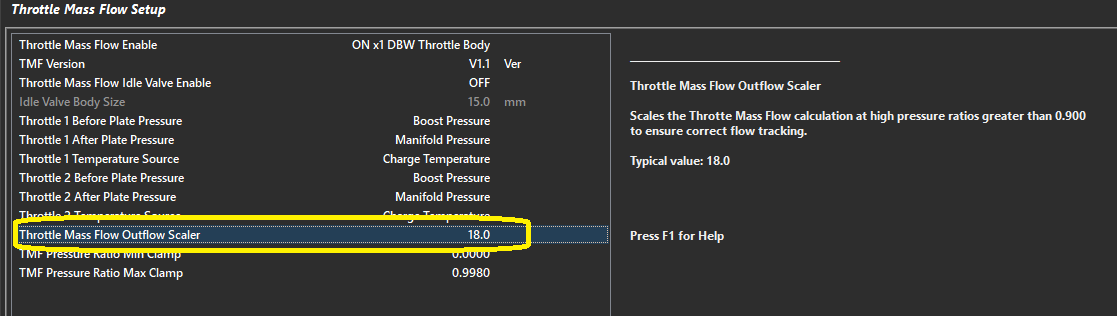 Throttle Mass Flow Setup
Throttle Mass Flow Enable ON x1 DBW Throttle Body
TMF Version V1.1 Ver
Throttle Mass Flow Idle Valve Enable OFF
Idle Valve Body Size 15.0 mm
Throttle 1 Before Plate Pressure Boost Pressure
Throttle 1 After Plate Pressure Manifold Pressure
Throttle 1 Temperature Source Charge Temperature
Throttle 2 Before Plate Pressure Boost Pressure
Throttle 2 After Plate Pressure Manifold Pressure
Throttle 2 Temperature Source Charge Temperature
Throttle Mass Flow Outflow Scaler 18.0
TMF Pressure Ratio Min Clamp 0.0000
TMF Pressure Ratio Max Clamp 0.9980
Throttle Mass Flow Outflow Scaler
Scales the Throtte Mass Flow calculation at high pressure ratios greater than 0.900
to ensure correct flow tracking.
Typical value: 18.0
Press F1 for Help